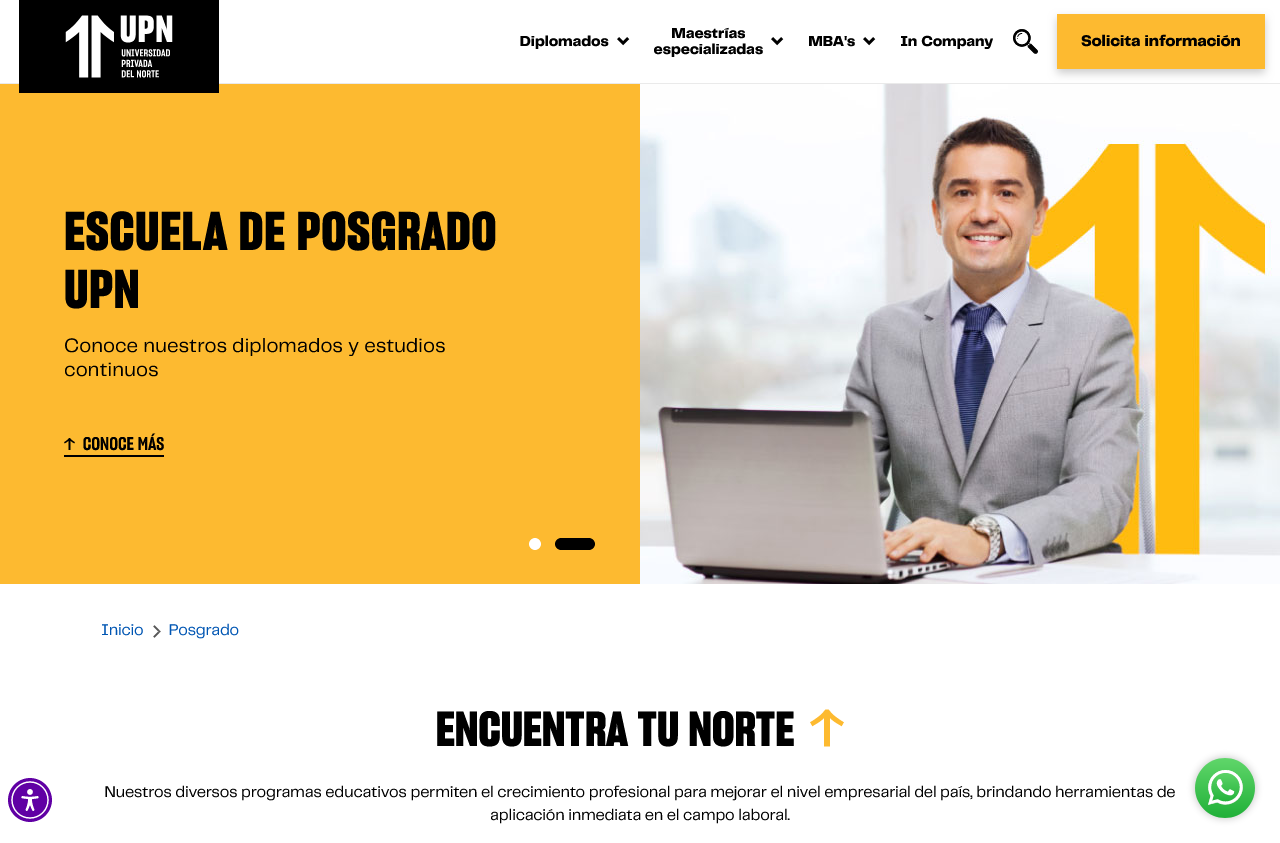 UPN
UNIVERSIDAD
PRIVADA
DEL NORTE
Diplomados
Maestrías
especializadas
MBA's
In Company
Solicita información
ESCUELA DE POSGRADO
UPN
Conoce nuestros diplomados y estudios
continuos
CONOCE MÁS
Inicio
Posgrado
ENCUENTRA TU NORTE
Nuestros diversos programas educativos permiten el crecimiento profesional para mejorar el nivel empresarial del país, brindando herramientas de
aplicación inmediata en el campo laboral.